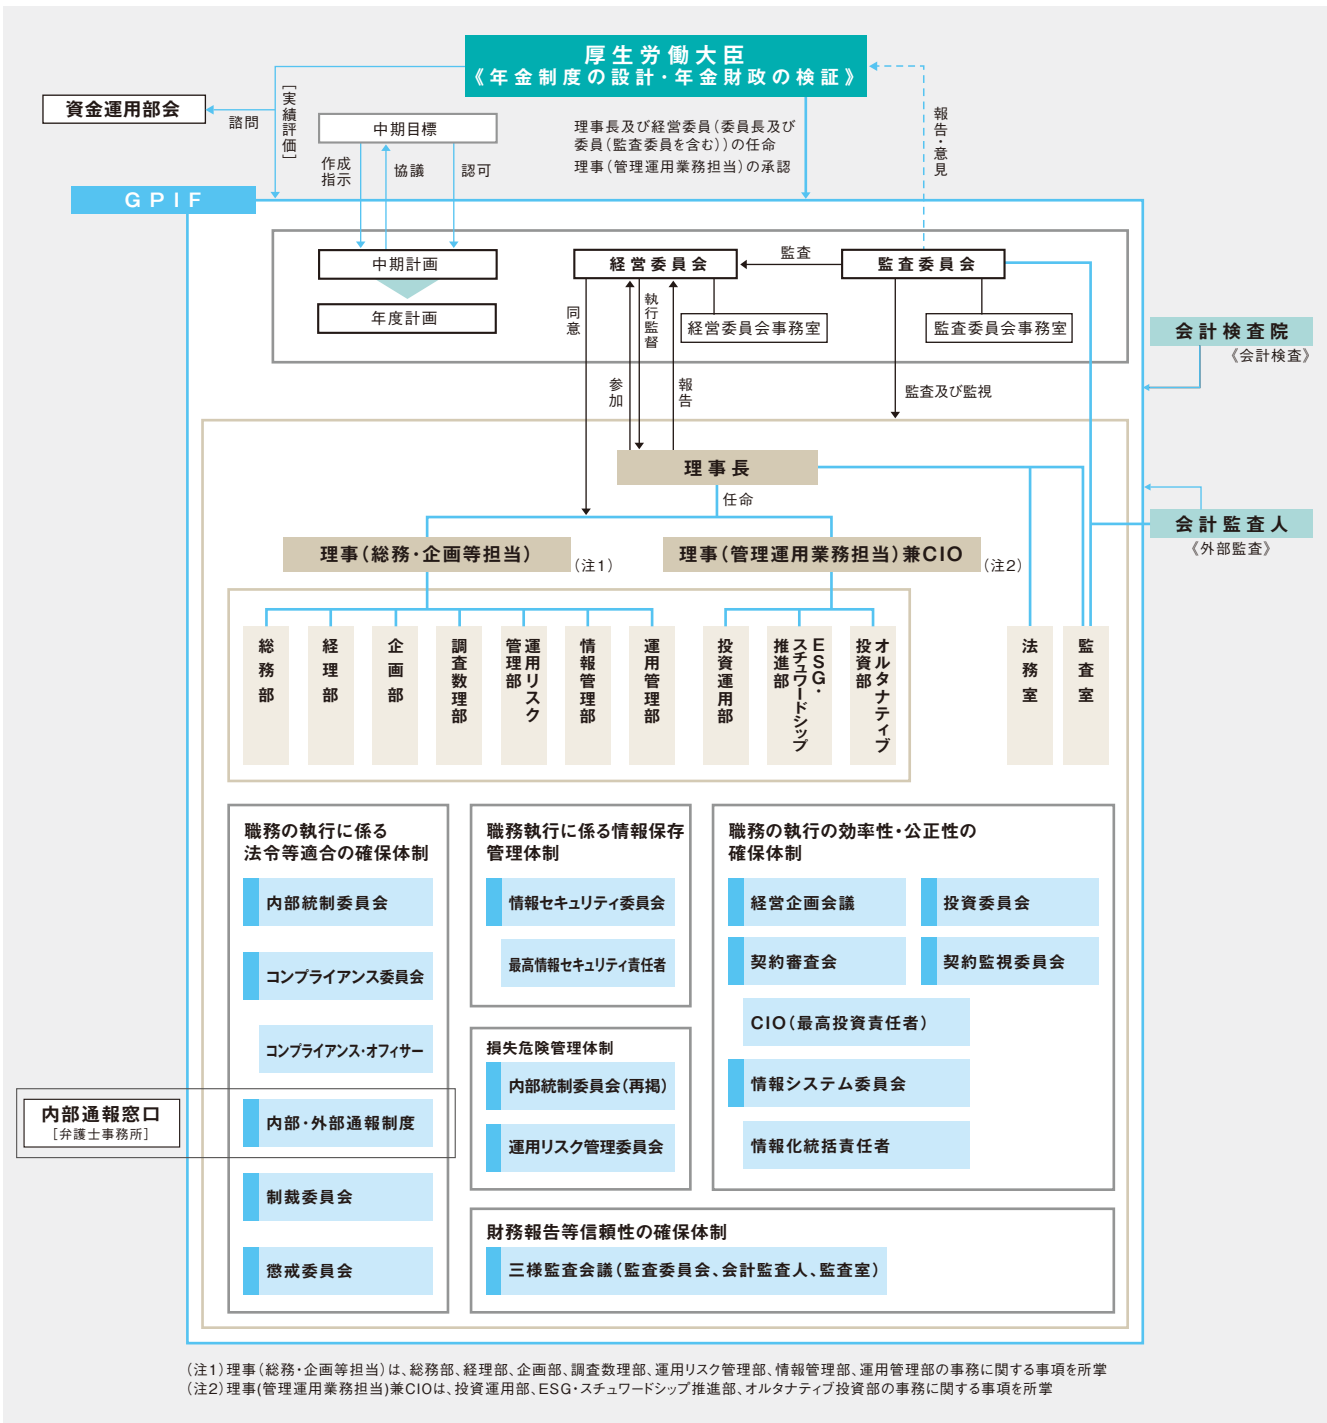 厚生労働大臣
《年金制度の設計・年金財政の検証》
資金運用部会
諮問
［実績評価］
中期目標
作成
指示
協議
認可
理事長及び経営委員（委員長及び
委員（監査委員を含む））の任命
理事（管理運用業務担当）の承認
報告・意見
GPIF
中期計画
年度計画
経営委員会
監査
監査委員会
同意
執行監督
経営委員会事務室
監査委員会事務室
会計検査院
《会計検査》
参加
報告
監査及び監視
理事長
任命
会計監査人
《外部監査》
理事（総務・企画等担当）
（注1）
理事（管理運用業務担当）兼CIO
（注2）
総務部
経理部
企画部
調査数理部
運用リスク
管理部
情報管理部
運用管理部
投資運用部
ESG・
スチュワードシップ
推進部
オルタナティブ
投資部
法務室
監査室
職務の執行に係る
法令等適合の確保体制
内部統制委員会
コンプライアンス委員会
コンプライアンス・オフィサー
内部通報窓口
［弁護士事務所］
内部・外部通報制度
制裁委員会
懲戒委員会
職務執行に係る情報保存
管理体制
情報セキュリティ委員会
最高情報セキュリティ責任者
損失危険管理体制
内部統制委員会（再掲）
運用リスク管理委員会
職務の執行の効率性・公正性の
確保体制
経営企画会議
投資委員会
契約審査会
契約監視委員会
CIO（最高投資責任者）
情報システム委員会
情報化統括責任者
財務報告等信頼性の確保体制
三様監査会議（監査委員会、会計監査人、監査室）
（注1）理事（総務・企画等担当）は、総務部、経理部、企画部、調査数理部、運用リスク管理部、情報管理部、運用管理部の事務に関する事項を所掌
（注2）理事(管理運用業務担当)兼CIOは、投資運用部、ESG・スチュワードシップ推進部、オルタナティブ投資部の事務に関する事項を所掌